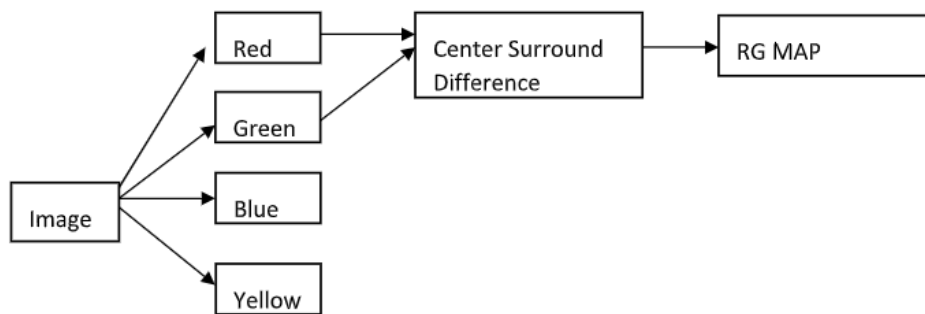 Red
Center Surround
Difference
RG MAP
Green
Image
Blue
Yellow